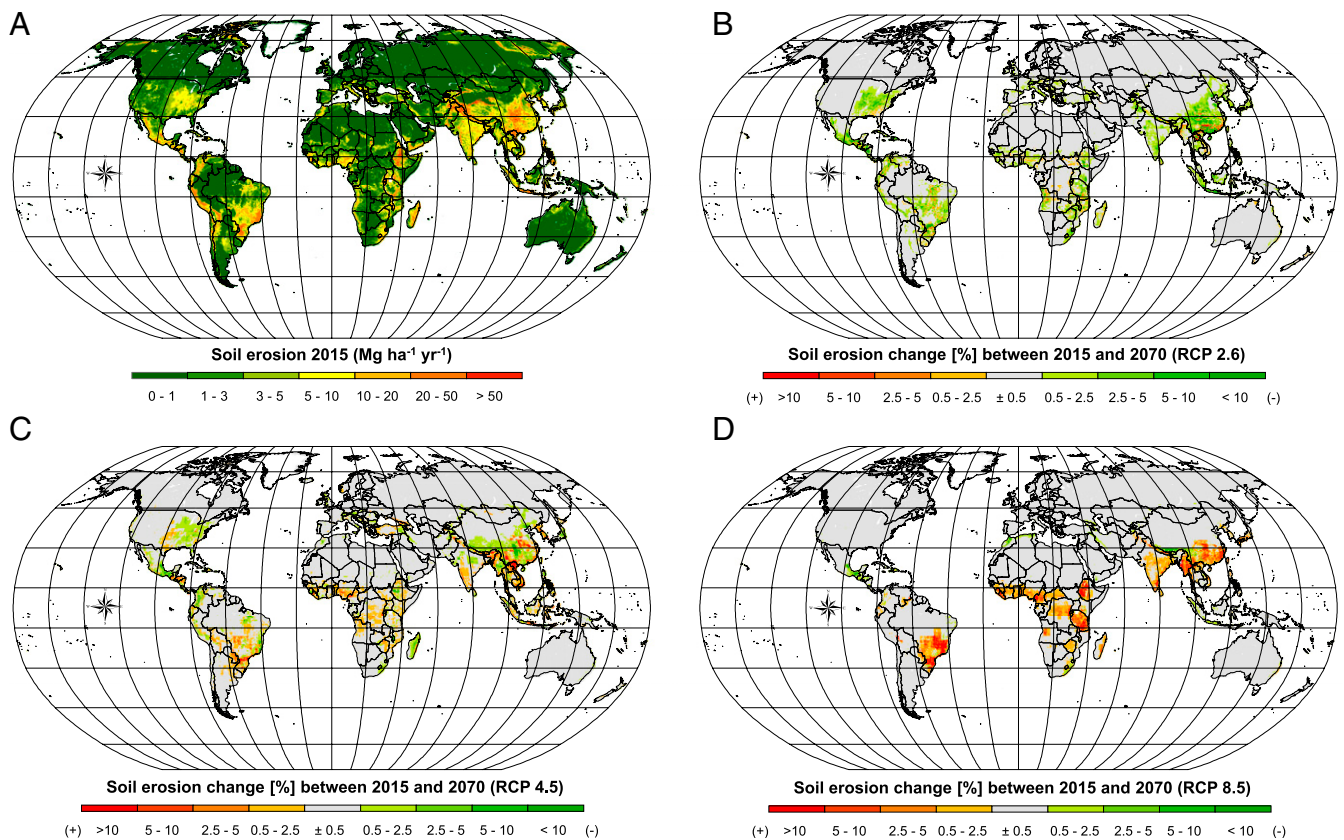 A
B
Soil erosion 2015 (Mg ha⁻¹ yr⁻¹)
0 - 1 1 - 3 3 - 5 5 - 10 10 - 20 20 - 50 > 50
Soil erosion change [%] between 2015 and 2070 (RCP 2.6)
(+) >10 5 - 10 2.5 - 5 0.5 - 2.5 ± 0.5 0.5 - 2.5 2.5 - 5 5 - 10 < 10 (-)
C
D
Soil erosion change [%] between 2015 and 2070 (RCP 4.5)
(+) >10 5 - 10 2.5 - 5 0.5 - 2.5 ± 0.5 0.5 - 2.5 2.5 - 5 5 - 10 < 10 (-)
Soil erosion change [%] between 2015 and 2070 (RCP 8.5)
(+) >10 5 - 10 2.5 - 5 0.5 - 2.5 ± 0.5 0.5 - 2.5 2.5 - 5 5 - 10 < 10 (-)